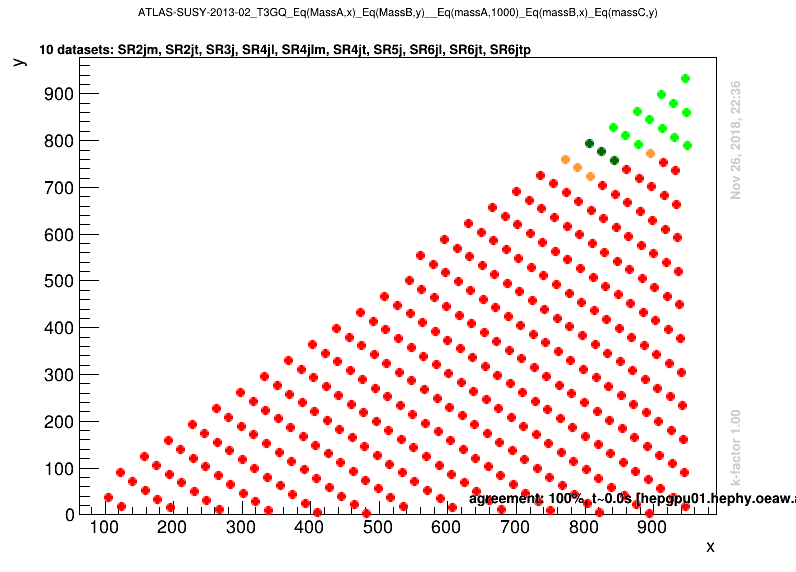 ATLAS-SUSY-2013-02_T3GQ_Eq(MassA,x)_Eq(MassB,y)__Eq(massA,1000)_Eq(massB,x)_Eq(massC,y)
10 datasets: SR2jm, SR2jt, SR3j, SR4jl, SR4jlm, SR4jt, SR5j, SR6jl, SR6jt, SR6jtp
y
900
800
700
600
500
400
300
200
100
0
Nov 26, 2018, 22:36
k-factor 1.00
agreement: 100%, t~0.0s [hepgpu01.hephy.oeaw.a
100 200 300 400 500 600 700 800 900
x